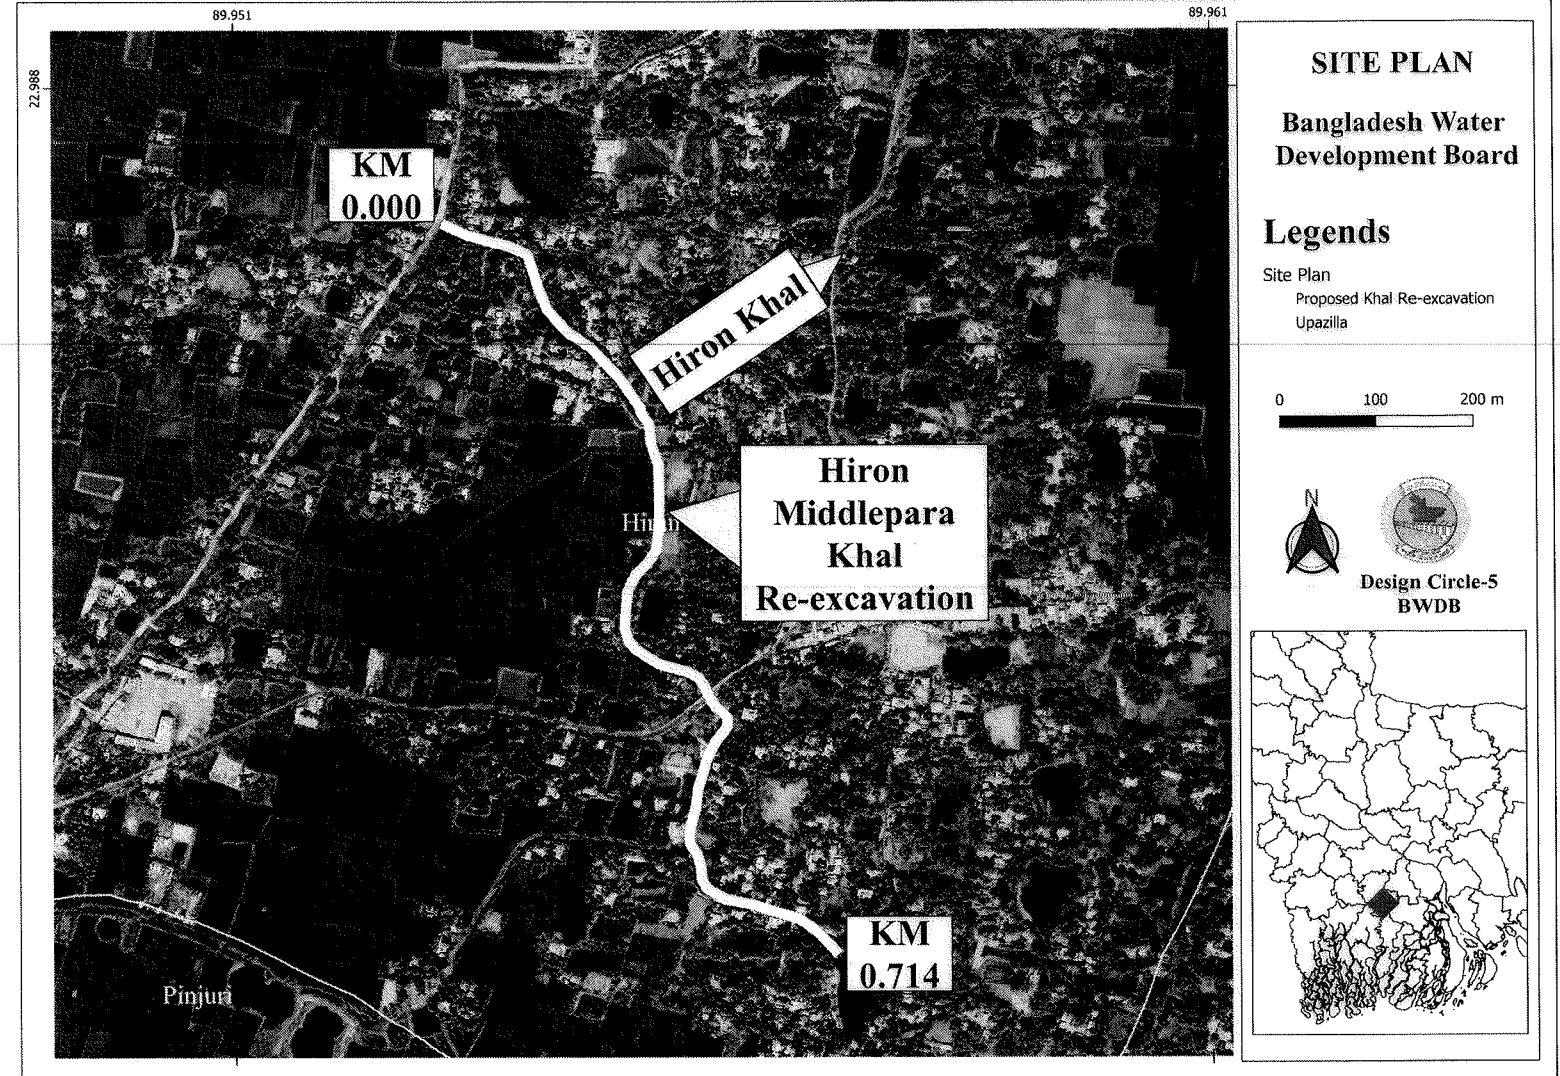 89.951
89.961
22.988
KM
0.000
Hiron Khal
Hiron
Middlepara
Khal
Re-excavation
Hiron
KM
0.714
Pinjuri
SITE PLAN
Bangladesh Water
Development Board
Legends
Site Plan
Proposed Khal Re-excavation
Upazilla
0 100 200 m
N
Design Circle-5
BWDB